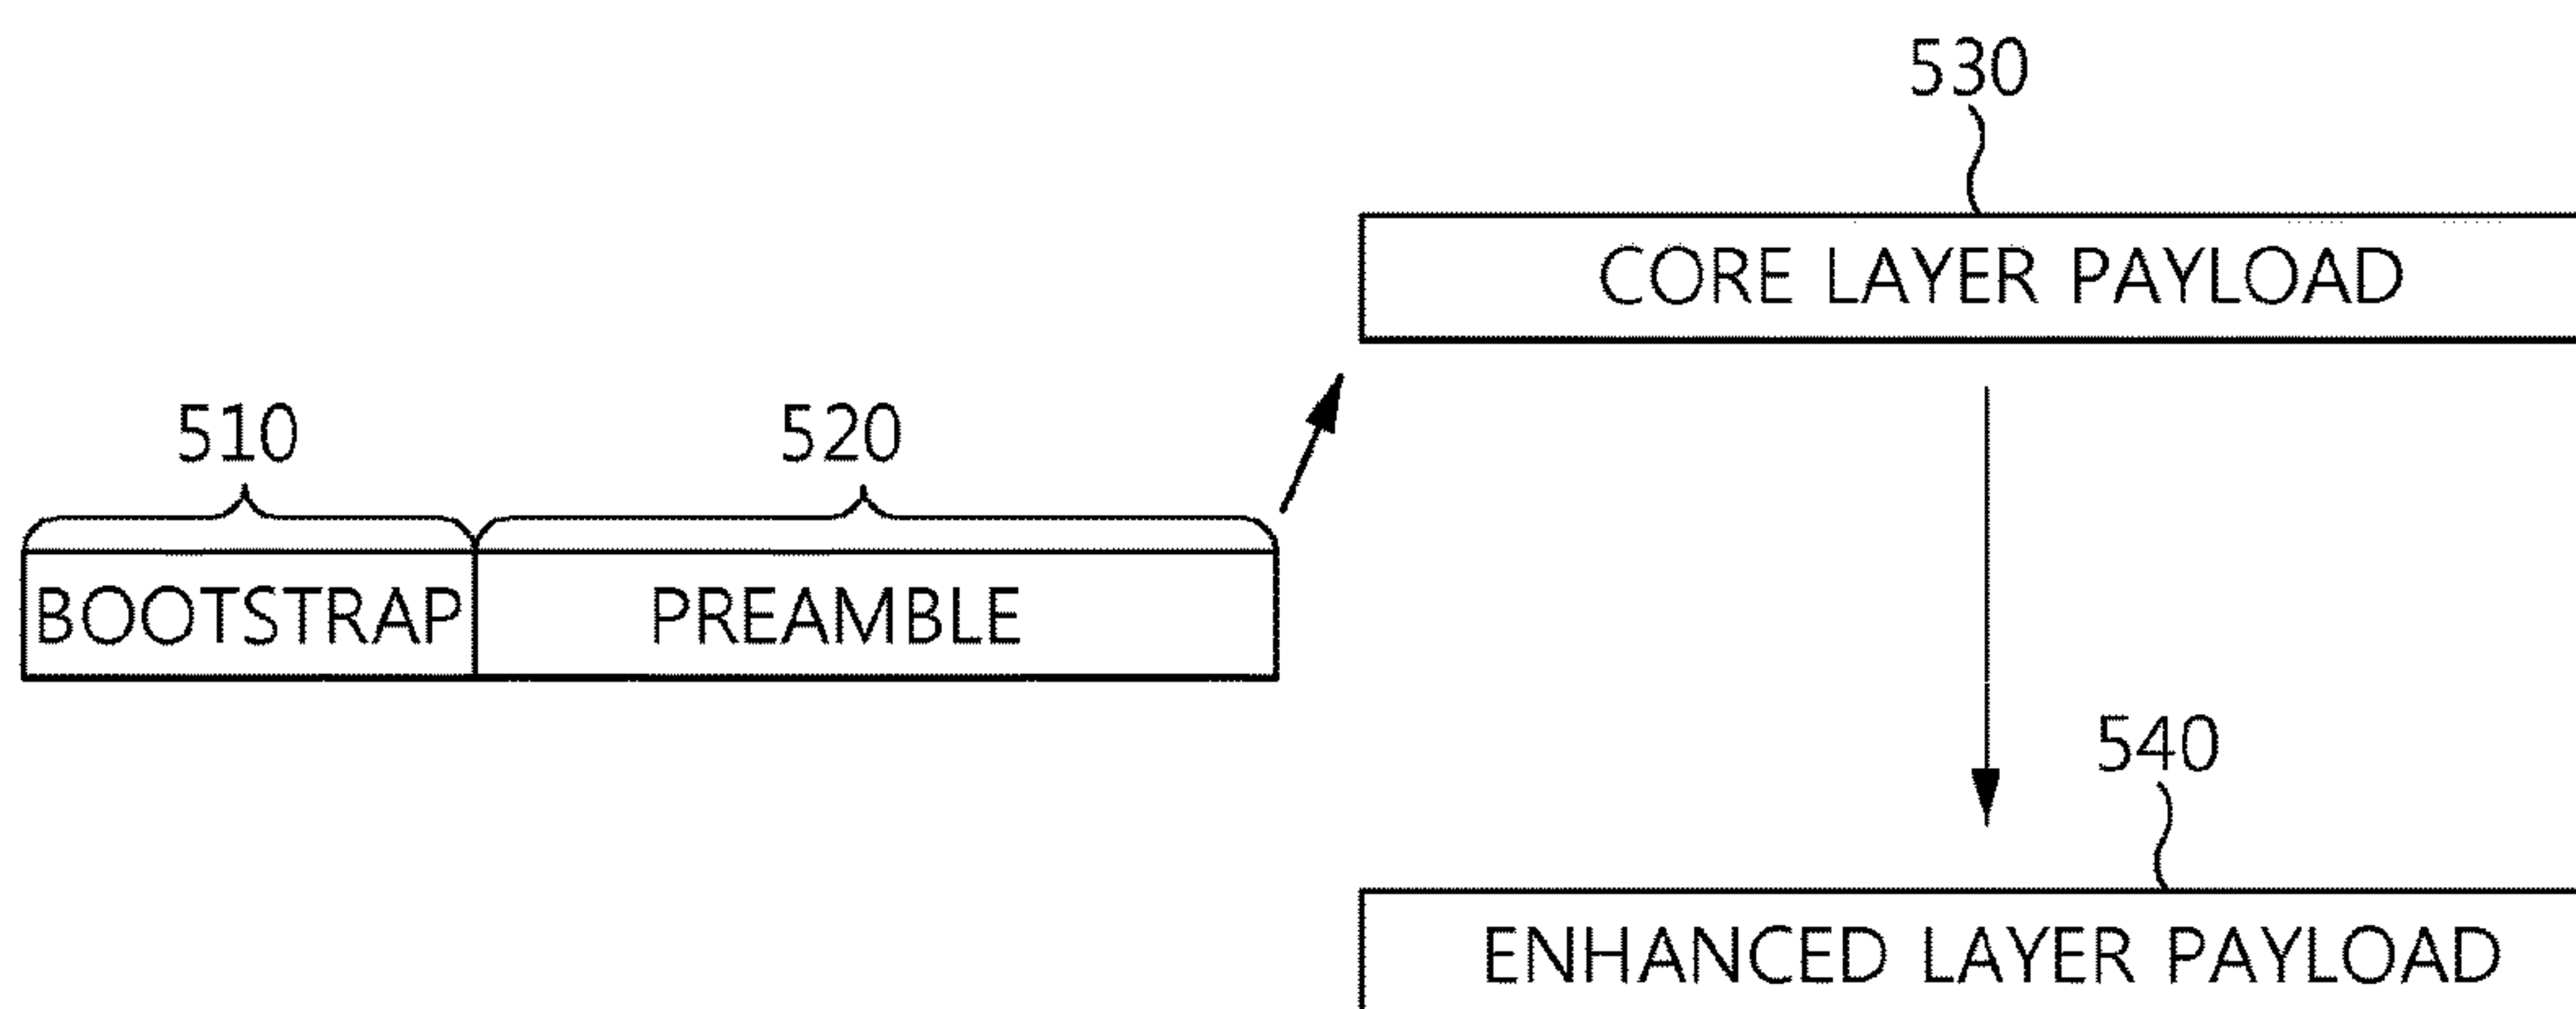 530
CORE LAYER PAYLOAD
510 520
BOOTSTRAP PREAMBLE
540
ENHANCED LAYER PAYLOAD